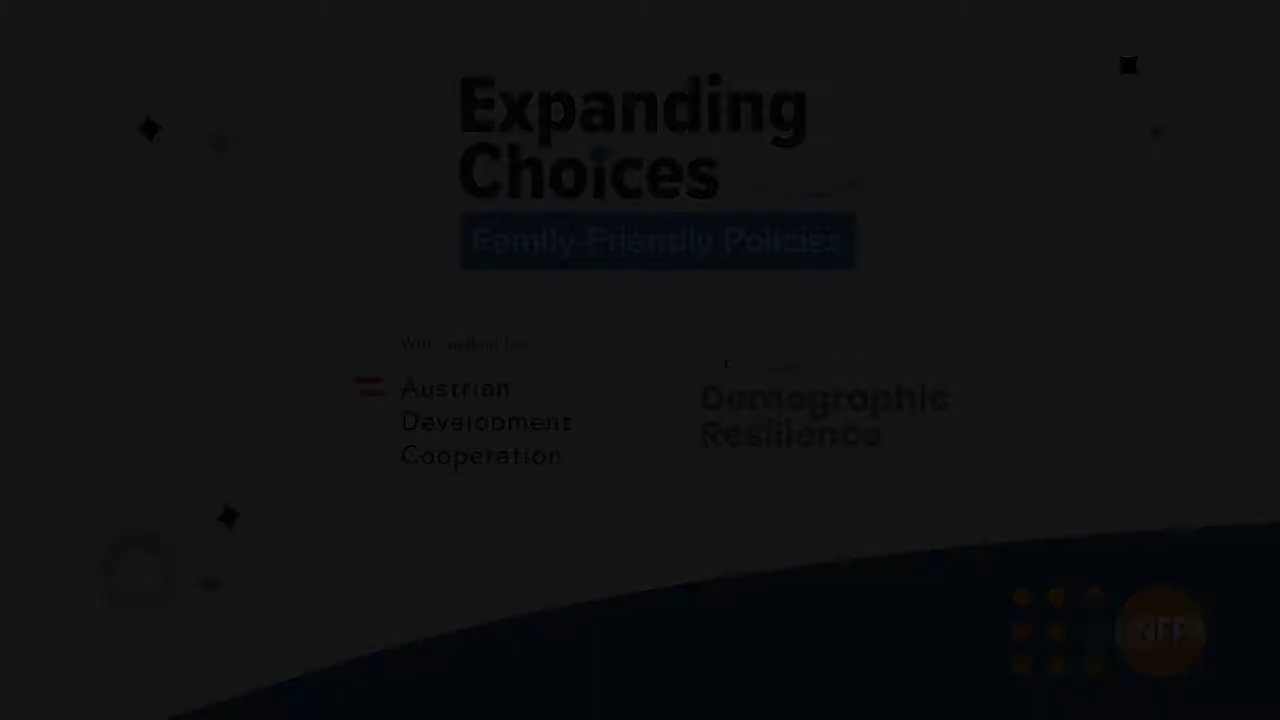 Expanding
Choices
Family-Friendly Policies
Austrian
Development
Cooperation
Demographic
Resilience